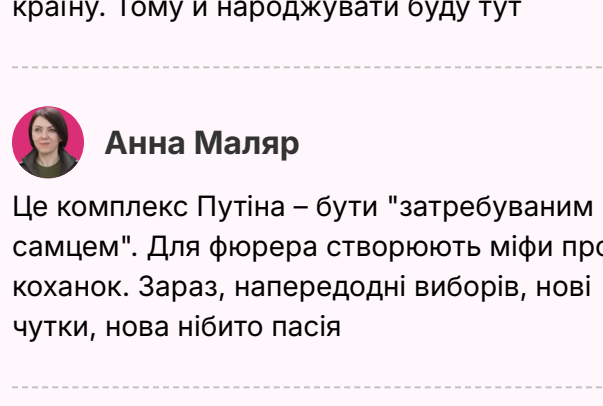 країну. Тому й народжувати буду тут
Анна Маляр
Це комплекс Путіна – бути "затребуваним
самцем". Для фюрера створюють міфи про
коханок. Зараз, напередодні виборів, нові
чутки, нова нібито пасія